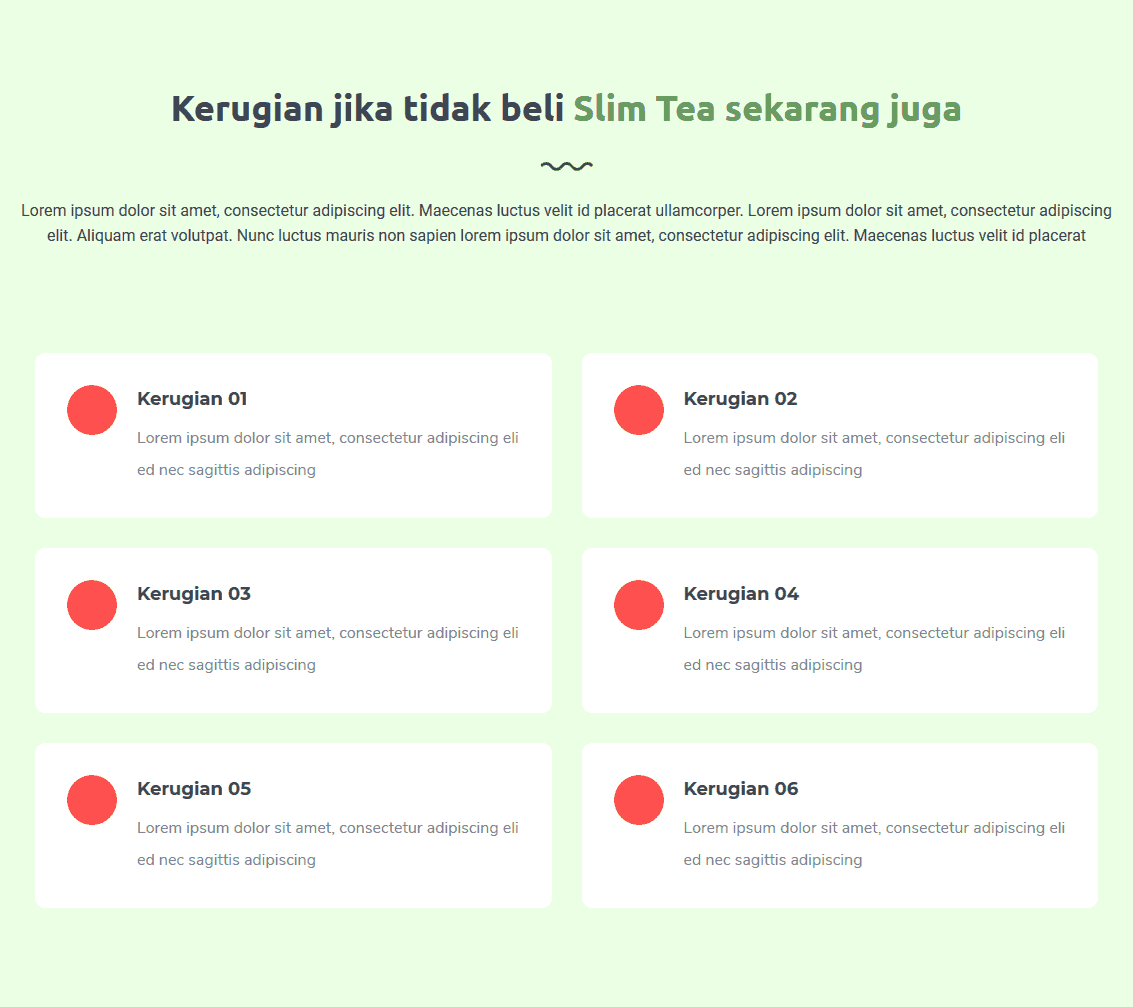 Kerugian jika tidak beli Slim Tea sekarang juga
Lorem ipsum dolor sit amet, consectetur adipiscing elit. Maecenas luctus velit id placerat ullamcorper. Lorem ipsum dolor sit amet, consectetur adipiscing
elit. Aliquam erat volutpat. Nunc luctus mauris non sapien lorem ipsum dolor sit amet, consectetur adipiscing elit. Maecenas luctus velit id placerat
Kerugian 01
Lorem ipsum dolor sit amet, consectetur adipiscing eli
ed nec sagittis adipiscing
Kerugian 02
Lorem ipsum dolor sit amet, consectetur adipiscing eli
ed nec sagittis adipiscing
Kerugian 03
Lorem ipsum dolor sit amet, consectetur adipiscing eli
ed nec sagittis adipiscing
Kerugian 04
Lorem ipsum dolor sit amet, consectetur adipiscing eli
ed nec sagittis adipiscing
Kerugian 05
Lorem ipsum dolor sit amet, consectetur adipiscing eli
ed nec sagittis adipiscing
Kerugian 06
Lorem ipsum dolor sit amet, consectetur adipiscing eli
ed nec sagittis adipiscing